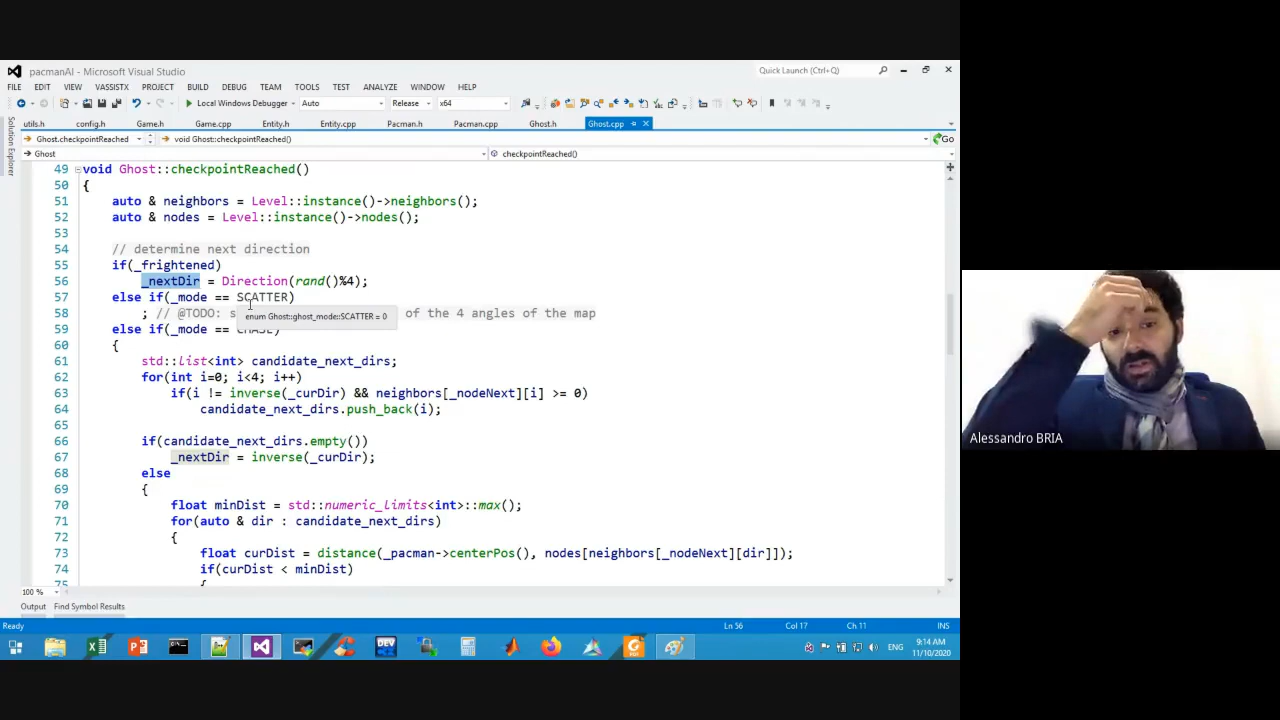 pacmanAI - Microsoft Visual Studio
Quick Launch (Ctrl+Q)
FILE EDIT VIEW VASSISTX PROJECT BUILD DEBUG TEAM TOOLS TEST ANALYZE WINDOW HELP
Local Windows Debugger Auto Release x64
utils.h config.h Game.h Game.cpp Entity.h Entity.cpp Pacman.h Pacman.cpp Ghost.h Ghost.cpp
Ghost.checkpointReached void Ghost::checkpointReached() Go
Ghost checkpointReached()
Solution Explorer
49 void Ghost::checkpointReached()
50 {
51 auto & neighbors = Level::instance()->neighbors();
52 auto & nodes = Level::instance()->nodes();
53
54 // determine next direction
55 if(_frightened)
56 _nextDir = Direction(rand()%4);
57 else if(_mode == SCATTER)
58 ; // @TODO: s of the 4 angles of the map
enum Ghost::ghost_mode::SCATTER = 0
59 else if(_mode == CHASE)
60 {
61 std::list<int> candidate_next_dirs;
62 for(int i=0; i<4; i++)
63 if(i != inverse(_curDir) && neighbors[_nodeNext][i] >= 0)
64 candidate_next_dirs.push_back(i);
65
66 if(candidate_next_dirs.empty())
67 _nextDir = inverse(_curDir);
68 else
69 {
70 float minDist = std::numeric_limits<int>::max();
71 for(auto & dir : candidate_next_dirs)
72 {
73 float curDist = distance(_pacman->centerPos(), nodes[neighbors[_nodeNext][dir]]);
74 if(curDist < minDist)
75 {
100 %
Output Find Symbol Results
Ready Ln 56 Col 17 Ch 11 INS
DEV
ENG
9:14 AM
11/10/2020
Alessandro BRIA